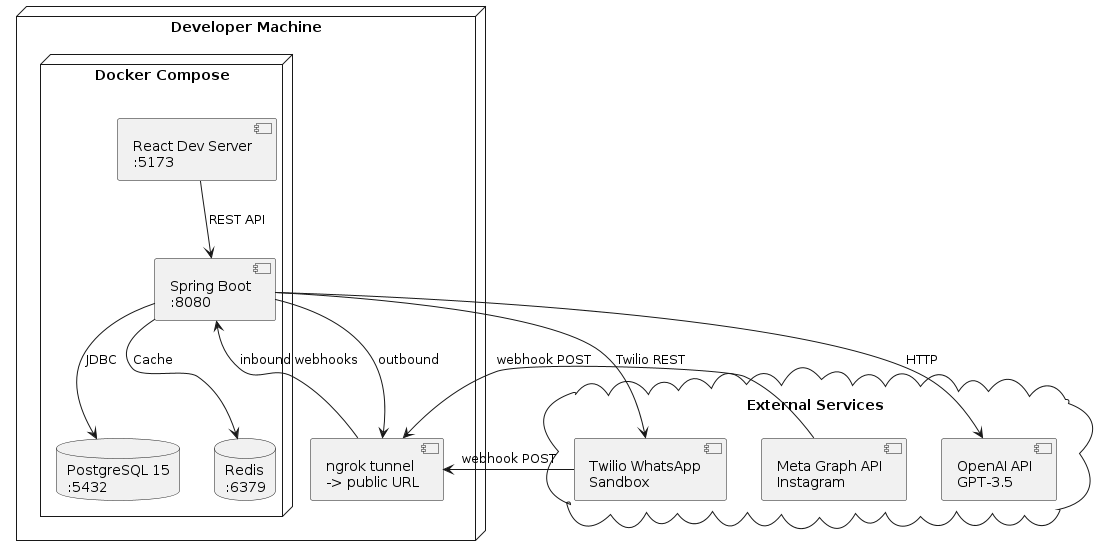 Developer Machine
Docker Compose
React Dev Server
:5173
REST API
Spring Boot
:8080
JDBC
Cache
inbound webhooks
outbound
webhook POST
Twilio REST
HTTP
External Services
PostgreSQL 15
:5432
Redis
:6379
ngrok tunnel
-> public URL
webhook POST
Twilio WhatsApp
Sandbox
Meta Graph API
Instagram
OpenAI API
GPT-3.5